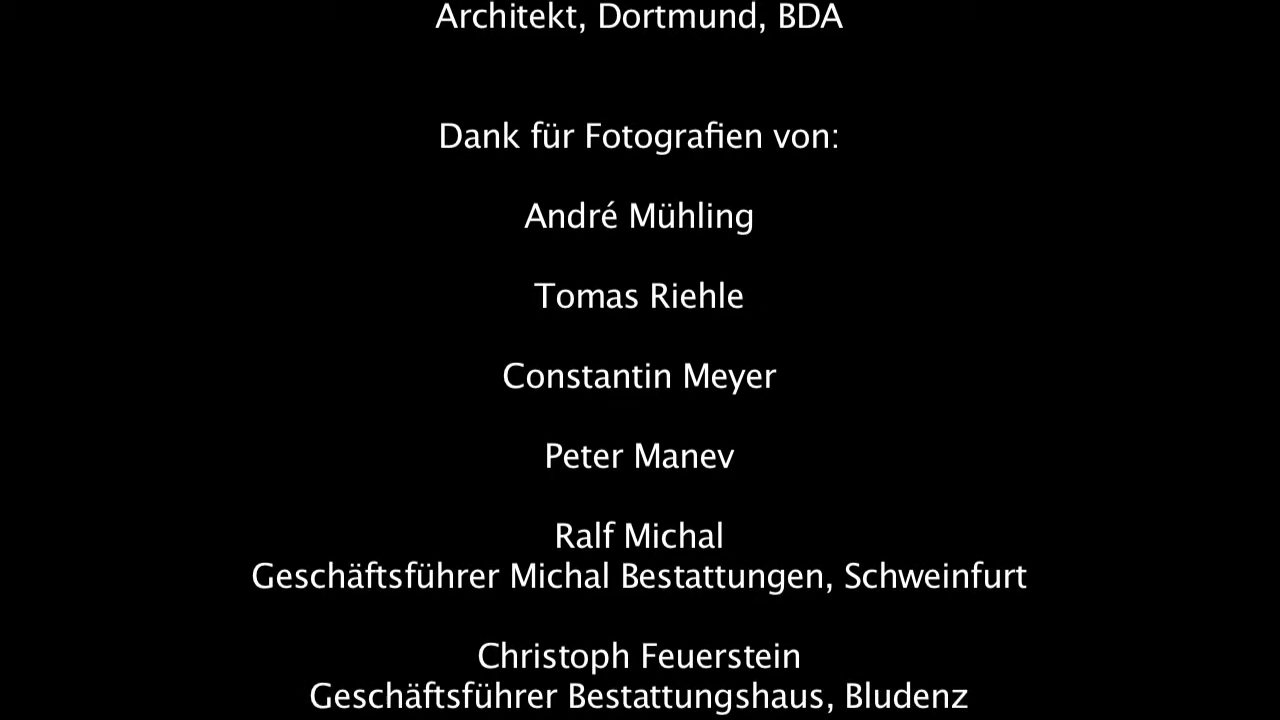 Architekt, Dortmund, BDA
Dank für Fotografien von:
André Mühling
Tomas Riehle
Constantin Meyer
Peter Manev
Ralf Michal
Geschäftsführer Michal Bestattungen, Schweinfurt
Christoph Feuerstein
Geschäftsführer Bestattungshaus, Bludenz